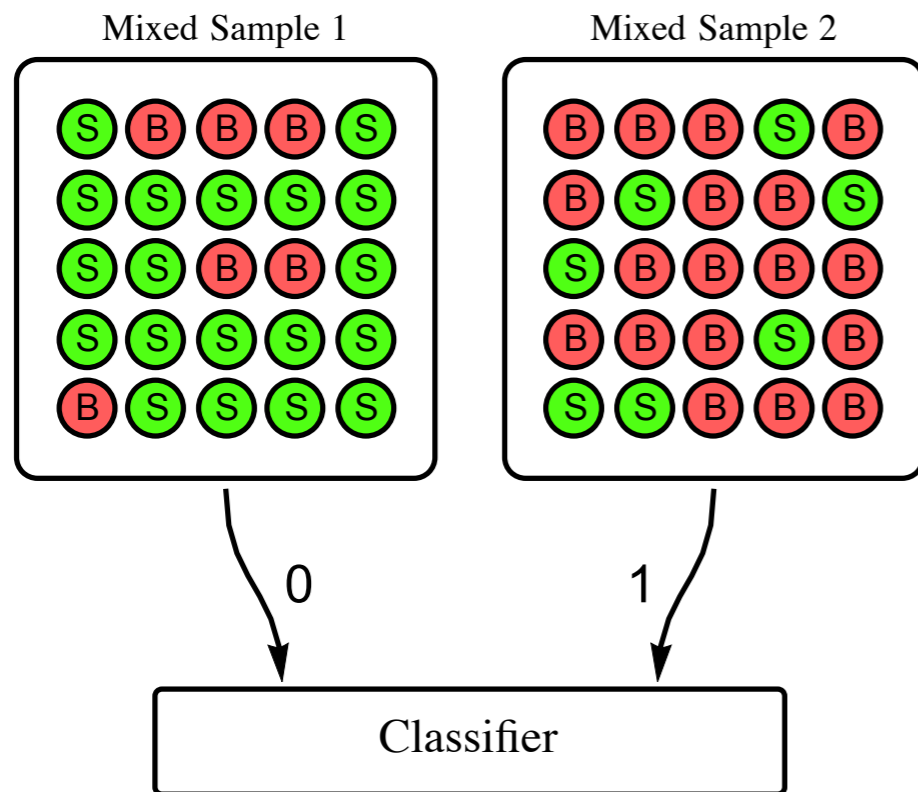 Mixed Sample 1 Mixed Sample 2
S B B B S B B B S B
S S S S S B S B B S
S S B B S S B B B B
S S S S S B B B S B
B S S S S S S B B B
0 1
Classifier